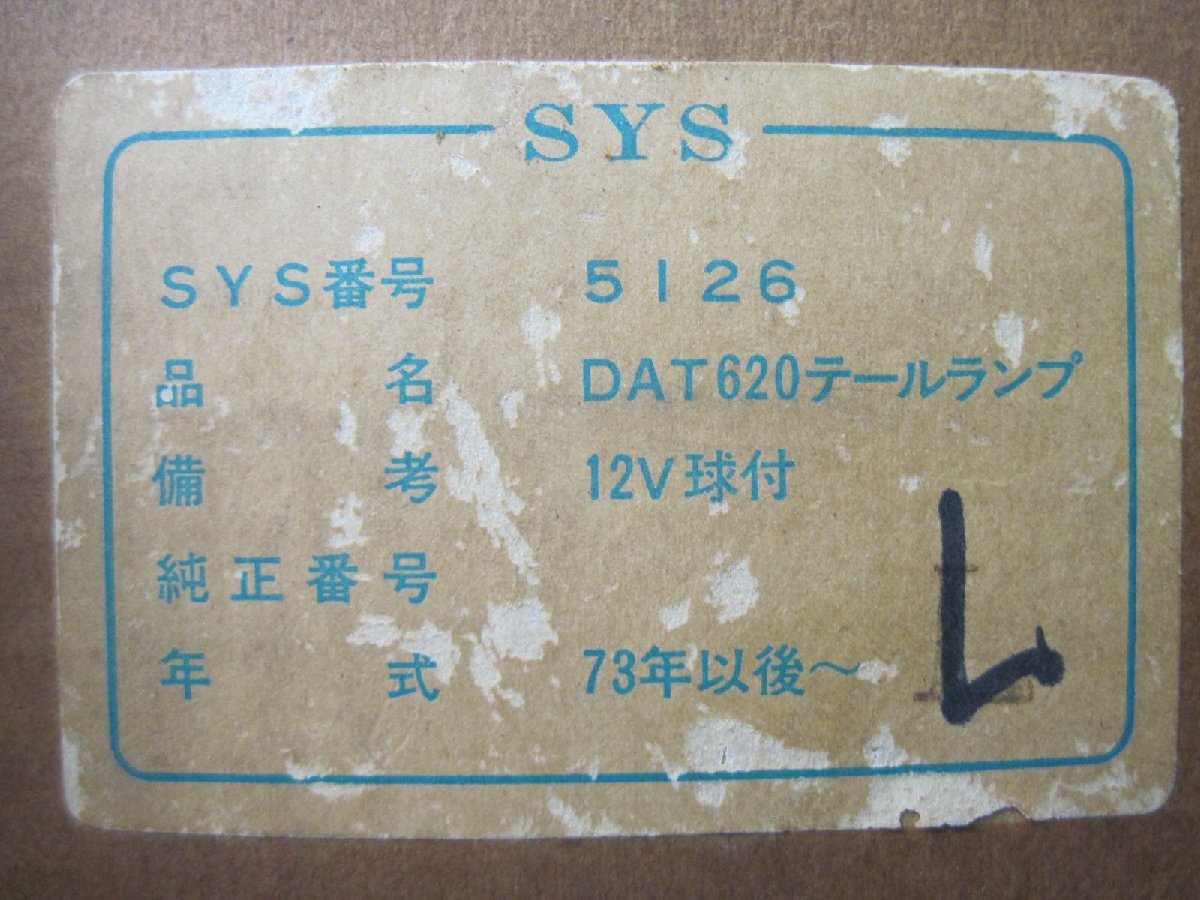 SYS
SYS番号 5126
品名 DAT620テールランプ
備考 12V球付
純正番号
年式 73年以後～
L